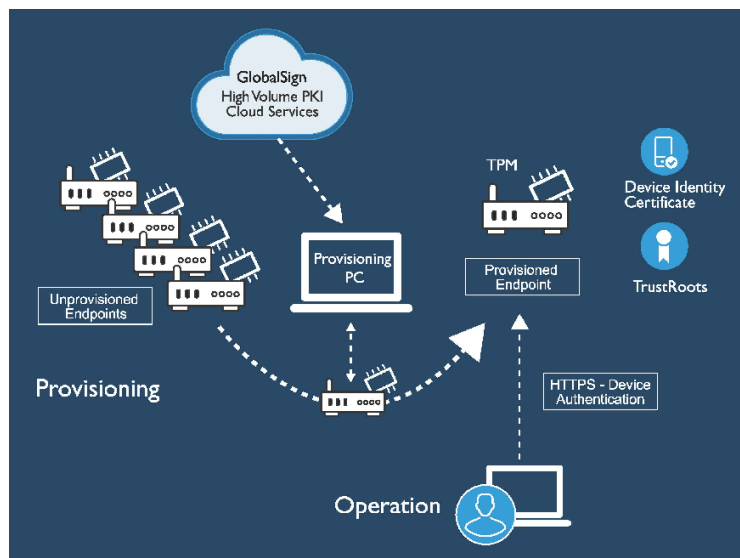 GlobalSign
High Volume PKI
Cloud Services
TPM
Device Identity
Certificate
Provisioning
PC
Provisioned
Endpoint
TrustRoots
Unprovisioned
Endpoints
Provisioning
HTTPS - Device
Authentication
Operation